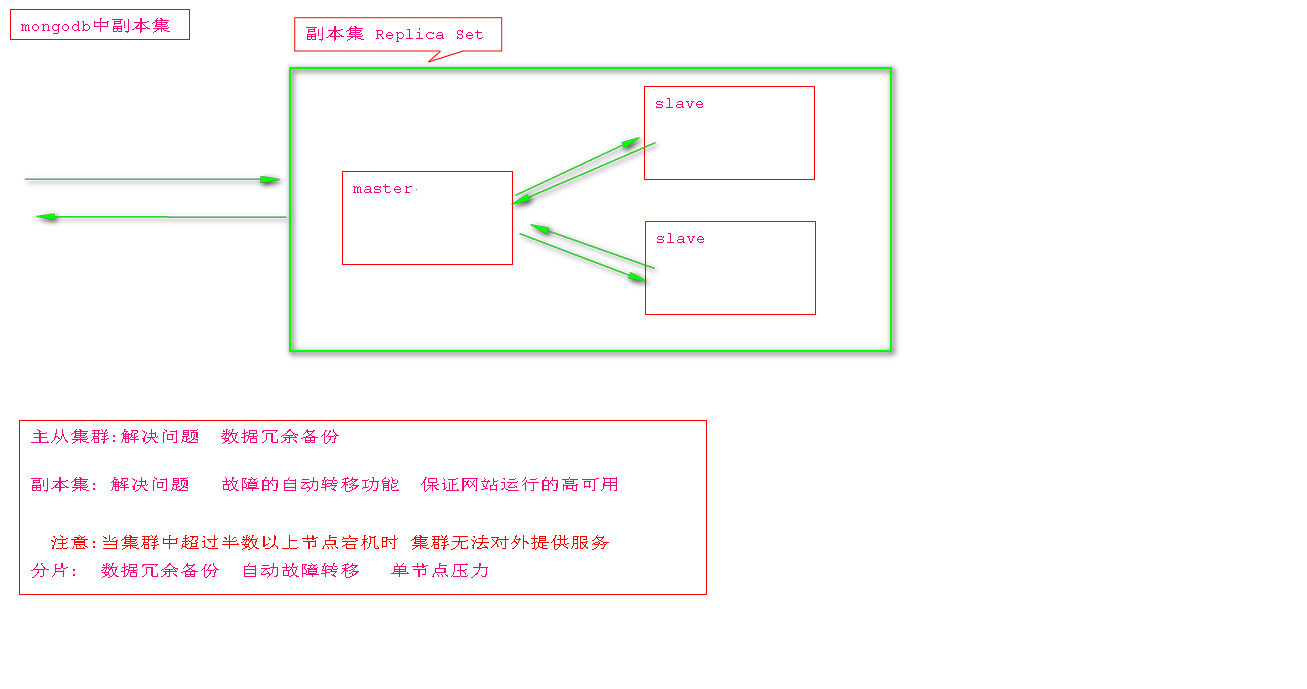 mongodb中副本集
副本集 Replica Set
slave
master
slave
主从集群:解决问题 数据冗余备份
副本集: 解决问题 故障的自动转移功能 保证网站运行的高可用
注意:当集群中超过半数以上节点宕机时 集群无法对外提供服务
分片: 数据冗余备份 自动故障转移 单节点压力